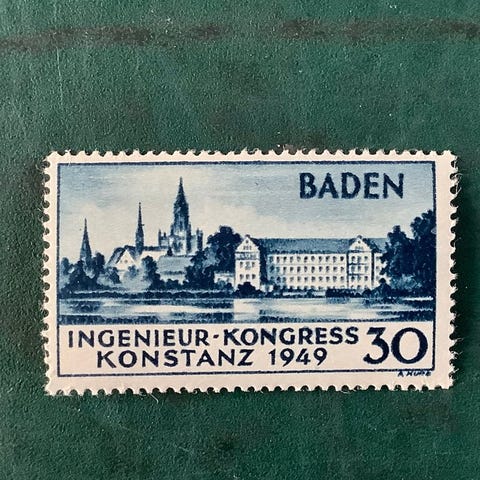 BADEN
INGENIEUR-KONGRESS
KONSTANZ 1949 30